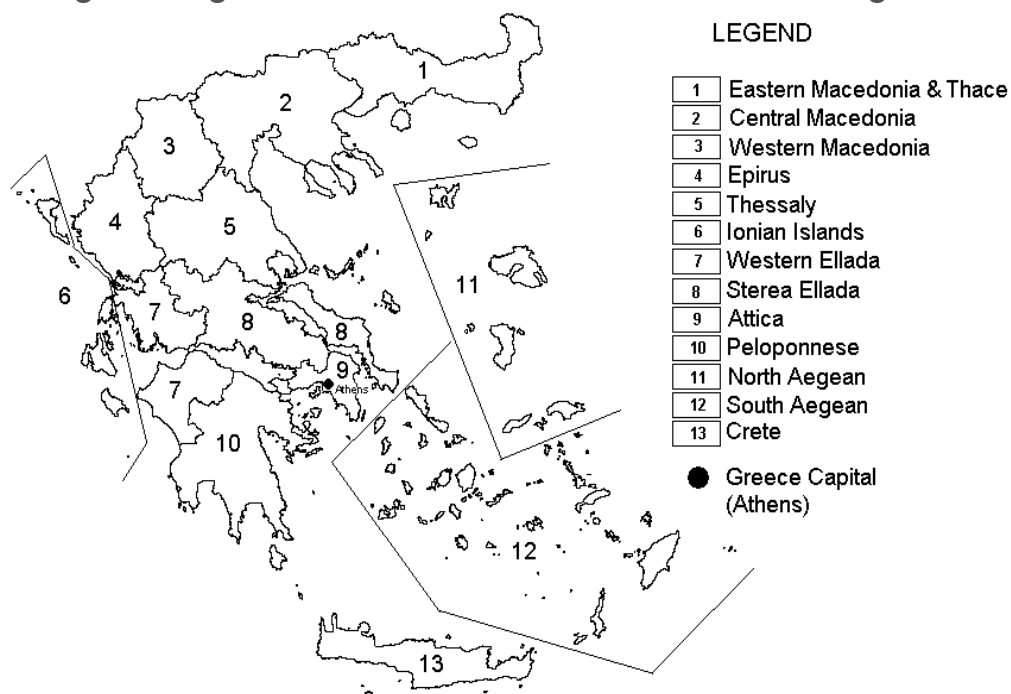 LEGEND
1 Eastern Macedonia & Thace
2 Central Macedonia
3 Western Macedonia
4 Epirus
5 Thessaly
6 Ionian Islands
7 Western Ellada
8 Sterea Ellada
9 Attica
10 Peloponnese
11 North Aegean
12 South Aegean
13 Crete
Greece Capital
(Athens)
1
2
3
4
5
11
6
7
8
8
9
Athens
7
10
12
13